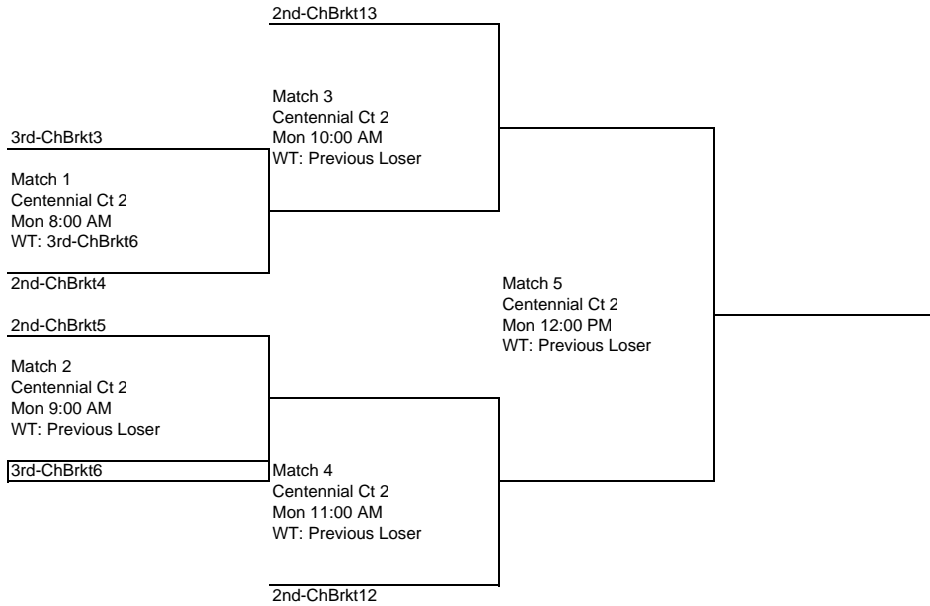 2nd-ChBrkt13
Match 3
Centennial Ct 2
Mon 10:00 AM
WT: Previous Loser
3rd-ChBrkt3
Match 1
Centennial Ct 2
Mon 8:00 AM
WT: 3rd-ChBrkt6
2nd-ChBrkt4
2nd-ChBrkt5
Match 2
Centennial Ct 2
Mon 9:00 AM
WT: Previous Loser
3rd-ChBrkt6
Match 5
Centennial Ct 2
Mon 12:00 PM
WT: Previous Loser
Match 4
Centennial Ct 2
Mon 11:00 AM
WT: Previous Loser
2nd-ChBrkt12